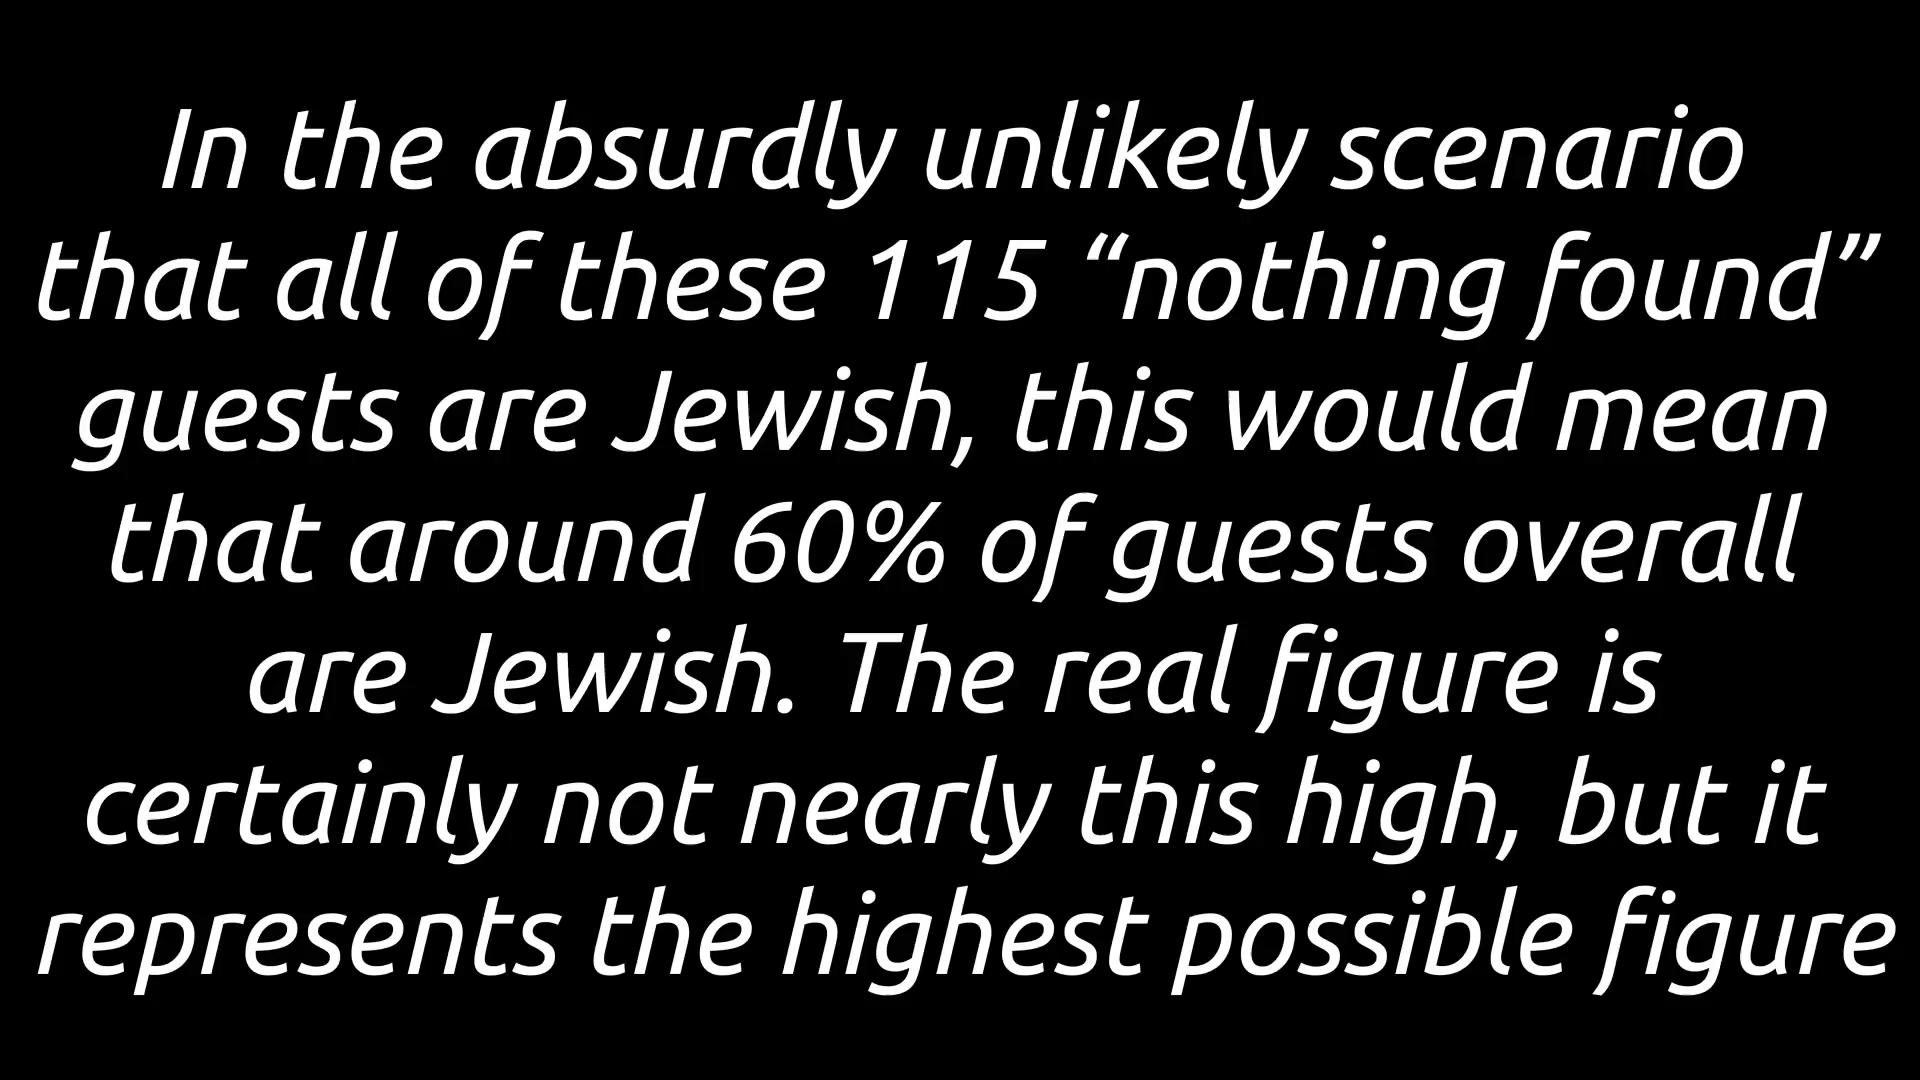 In the absurdly unlikely scenario
that all of these 115 “nothing found”
guests are Jewish, this would mean
that around 60% of guests overall
are Jewish. The real figure is
certainly not nearly this high, but it
represents the highest possible figure